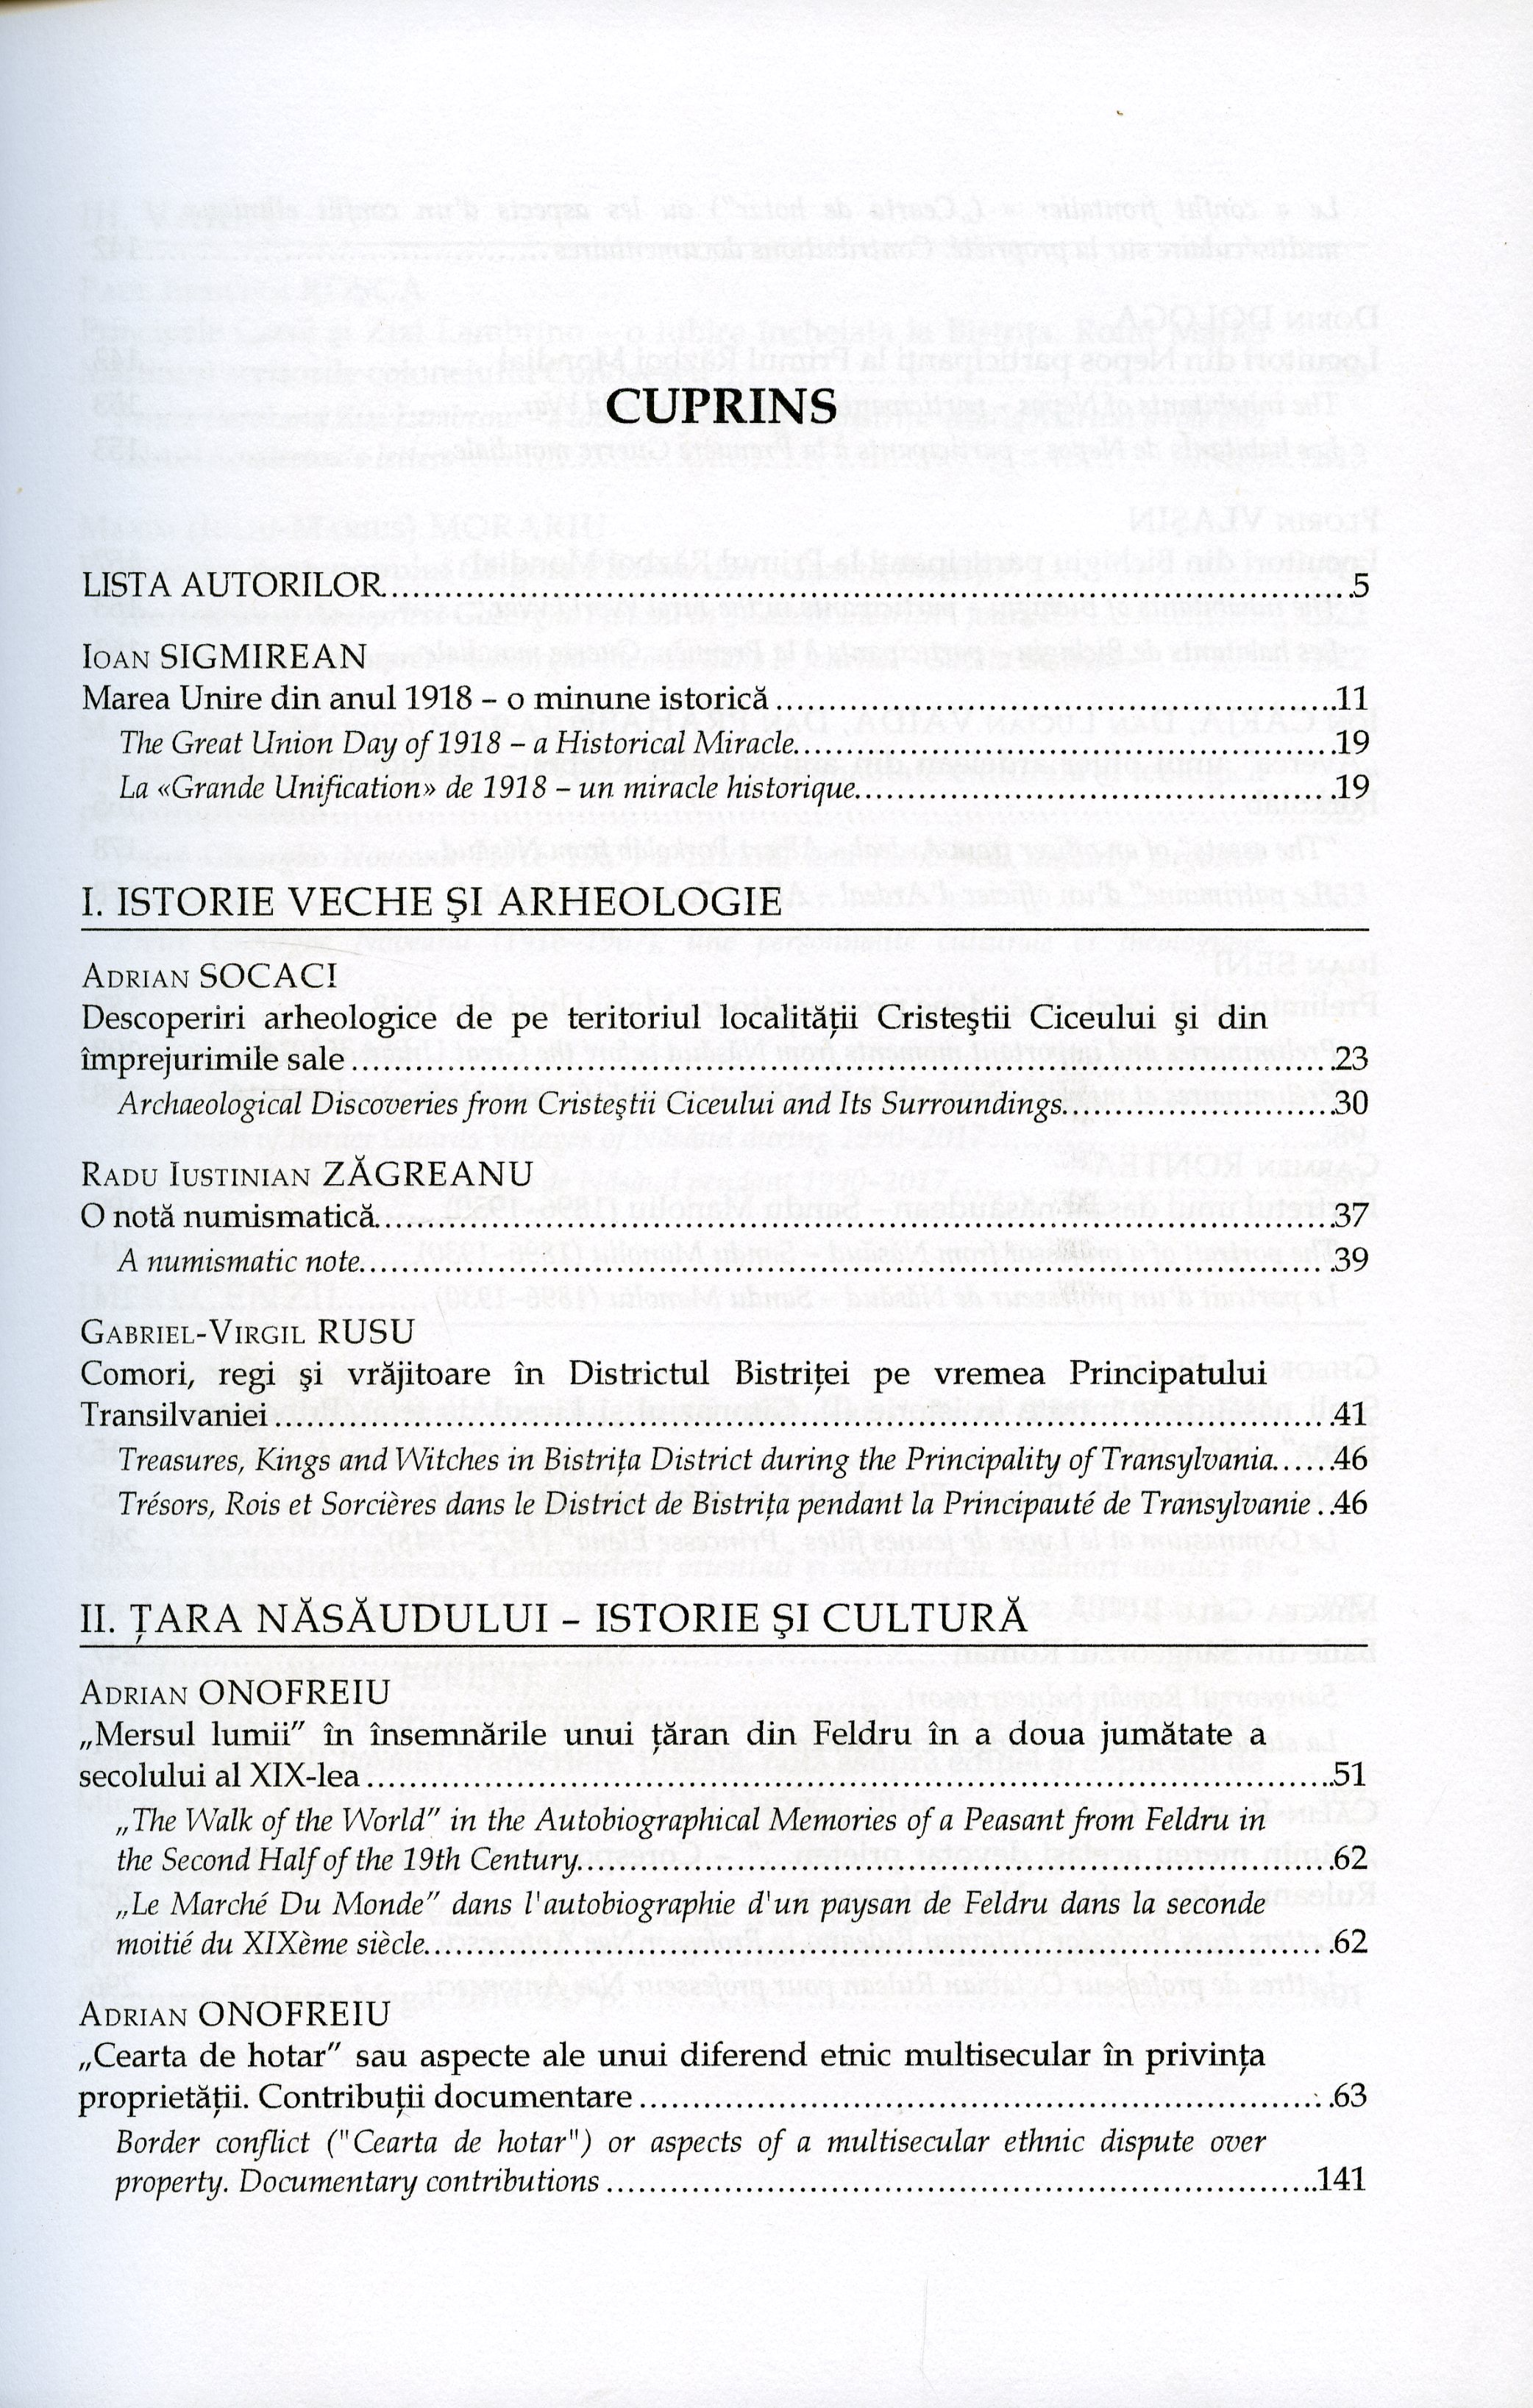 CUPRINS
LISTA AUTORILOR.....5
IOAN SIGMIREAN
Marea Unire din anul 1918 – o minune istorică.....11
The Great Union Day of 1918 – a Historical Miracle.....19
La «Grande Unification» de 1918 – un miracle historique.....19
I. ISTORIE VECHE ŞI ARHEOLOGIE
ADRIAN SOCACI
Descoperiri arheologice de pe teritoriul localităţii Cristeştii Ciceului şi din
împrejurimile sale.....23
Archaeological Discoveries from Cristeştii Ciceului and Its Surroundings.....30
RADU IUSTINIAN ZĂGREANU
O notă numismatică.....37
A numismatic note.....39
GABRIEL-VIRGIL RUSU
Comori, regi şi vrăjitoare în Districtul Bistriţei pe vremea Principatului
Transilvaniei.....41
Treasures, Kings and Witches in Bistriţa District during the Principality of Transylvania.....46
Trésors, Rois et Sorcières dans le District de Bistriţa pendant la Principauté de Transylvanie..46
II. ŢARA NĂSĂUDULUI – ISTORIE ŞI CULTURĂ
ADRIAN ONOFREIU
„Mersul lumii” în însemnările unui ţăran din Feldru în a doua jumătate a
secolului al XIX-lea.....51
„The Walk of the World” in the Autobiographical Memories of a Peasant from Feldru in
the Second Half of the 19th Century.....62
„Le Marché Du Monde” dans l'autobiographie d'un paysan de Feldru dans la seconde
moitié du XIXème siècle.....62
ADRIAN ONOFREIU
„Cearta de hotar” sau aspecte ale unui diferend etnic multisecular în privinţa
proprietăţii. Contribuţii documentare.....63
Border conflict ("Cearta de hotar") or aspects of a multisecular ethnic dispute over
property. Documentary contributions.....141